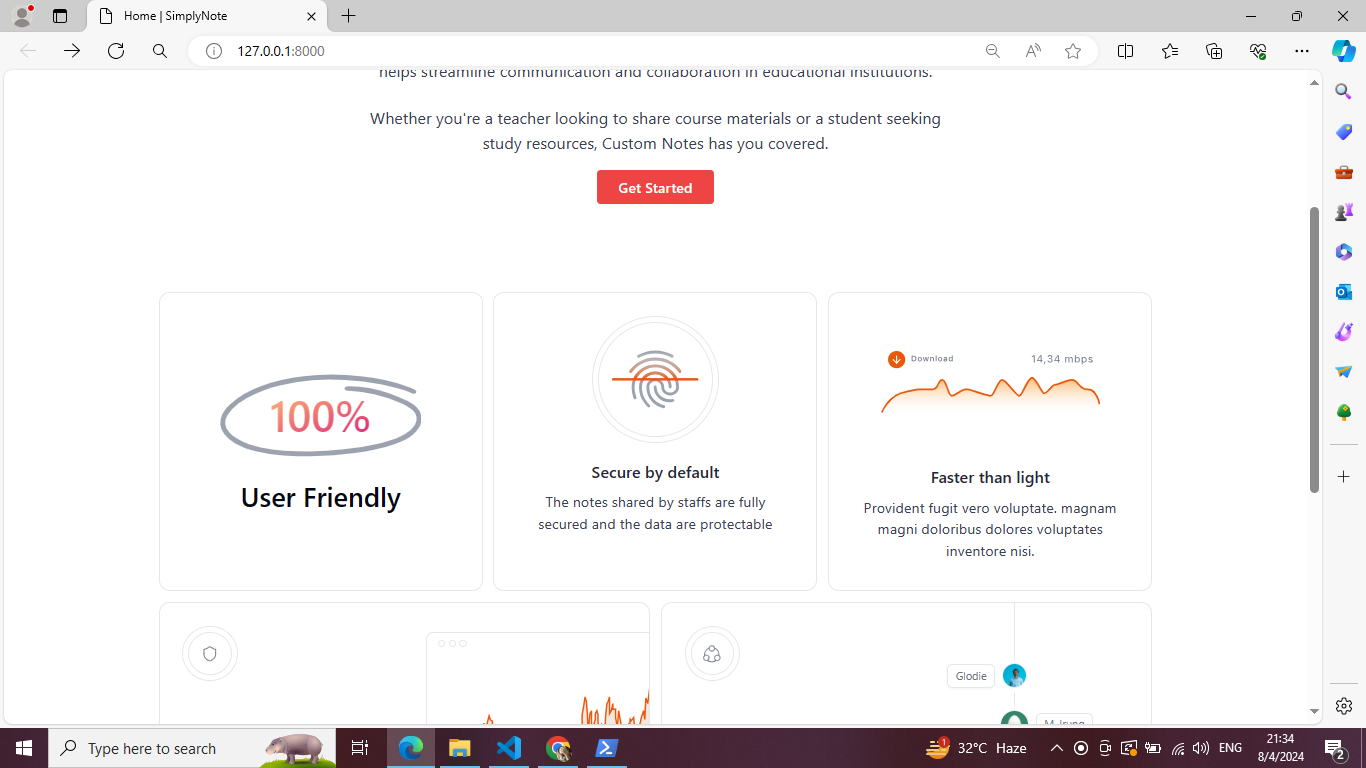 Home | SimplyNote
127.0.0.1:8000
helps streamline communication and collaboration in educational institutions.
Whether you're a teacher looking to share course materials or a student seeking
study resources, Custom Notes has you covered.
Get Started
100%
User Friendly
Secure by default
The notes shared by staffs are fully
secured and the data are protectable
Download 14,34 mbps
Faster than light
Provident fugit vero voluptate. magnam
magni doloribus dolores voluptates
inventore nisi.
Glodie
M. Irung
Type here to search
1
32°C Haze
ENG
21:34
8/4/2024
2